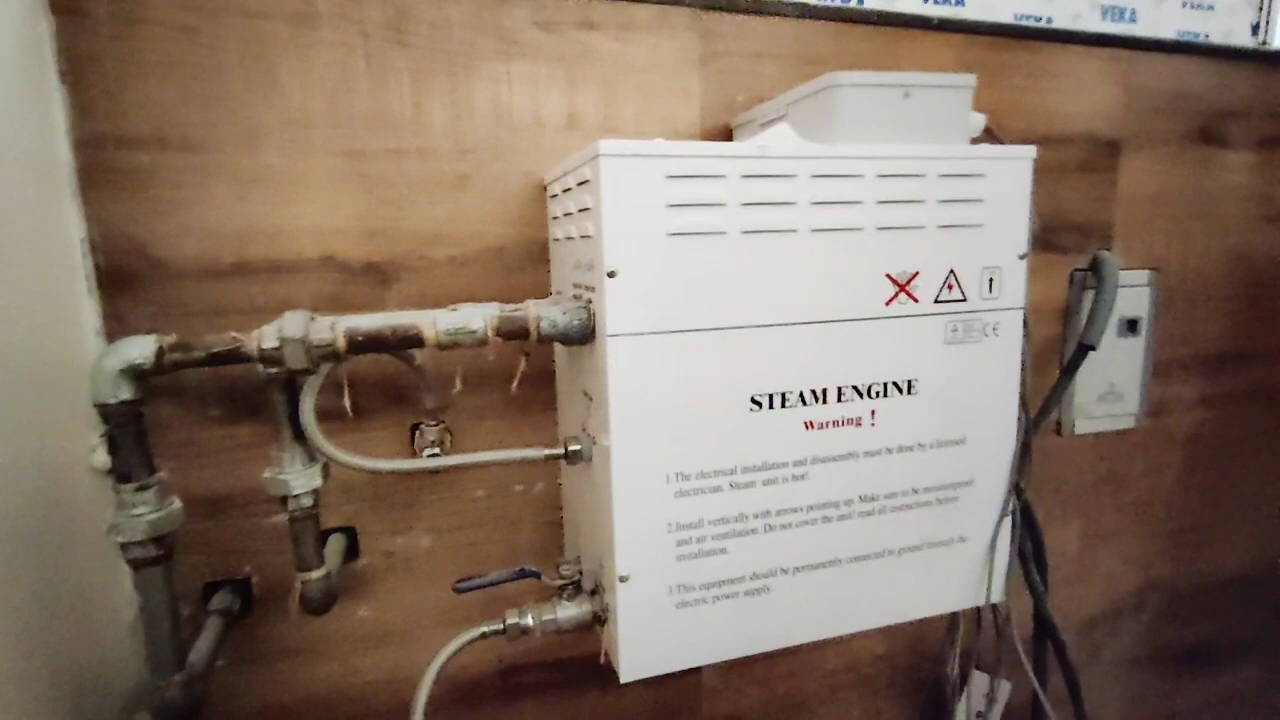 VEKA
VEKA
STEAM ENGINE
Warning !
1.The electrical installation and disassembly must be done by a licensed
electrician. Steam unit is hot!
2.Install vertically with arrows pointing up. Make sure to be moistureproof
and air ventilation. Do not cover the unit! read all instructions before
installation.
3.This equipment should be permanently connected to ground through the
electric power supply.
CE